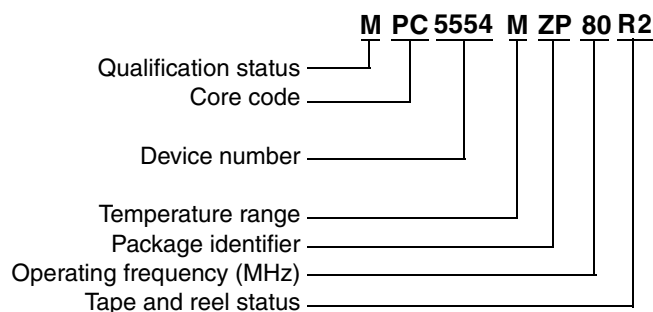 M PC 5554 M ZP 80 R2
Qualification status
Core code
Device number
Temperature range
Package identifier
Operating frequency (MHz)
Tape and reel status